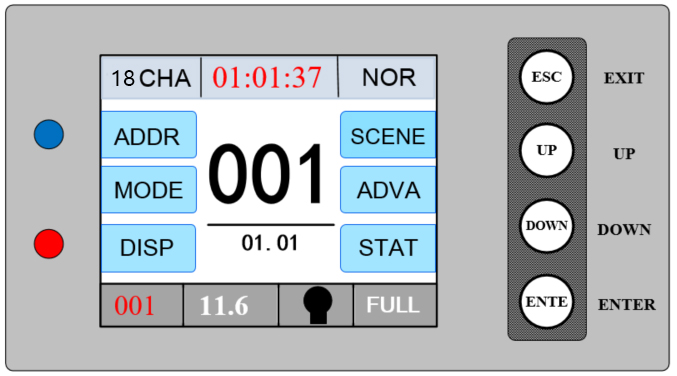 18 CHA 01:01:37 NOR
ADDR
MODE
DISP
001
01.01
SCENE
ADVA
STAT
001 11.6 FULL
ESC EXIT
UP UP
DOWN DOWN
ENTE ENTER